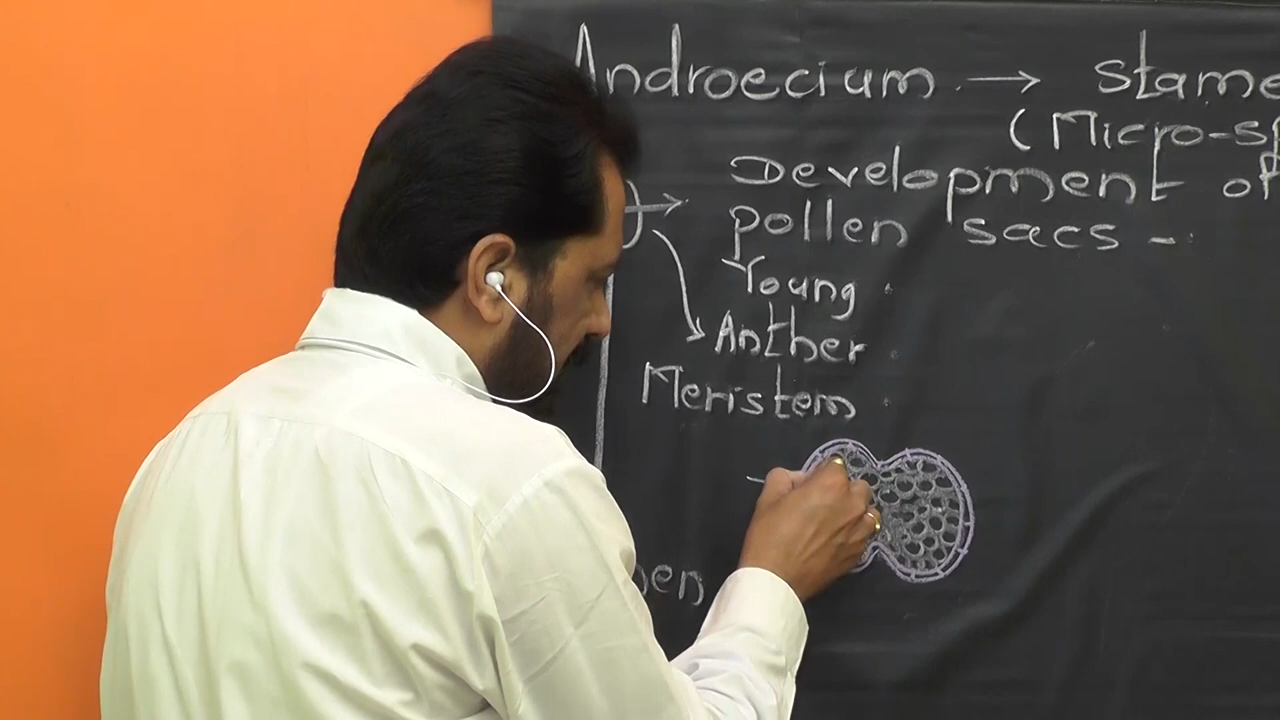 Androecium → Stame
(Micro-sp
Development of
pollen sacs -
Young
Anther
Meristem